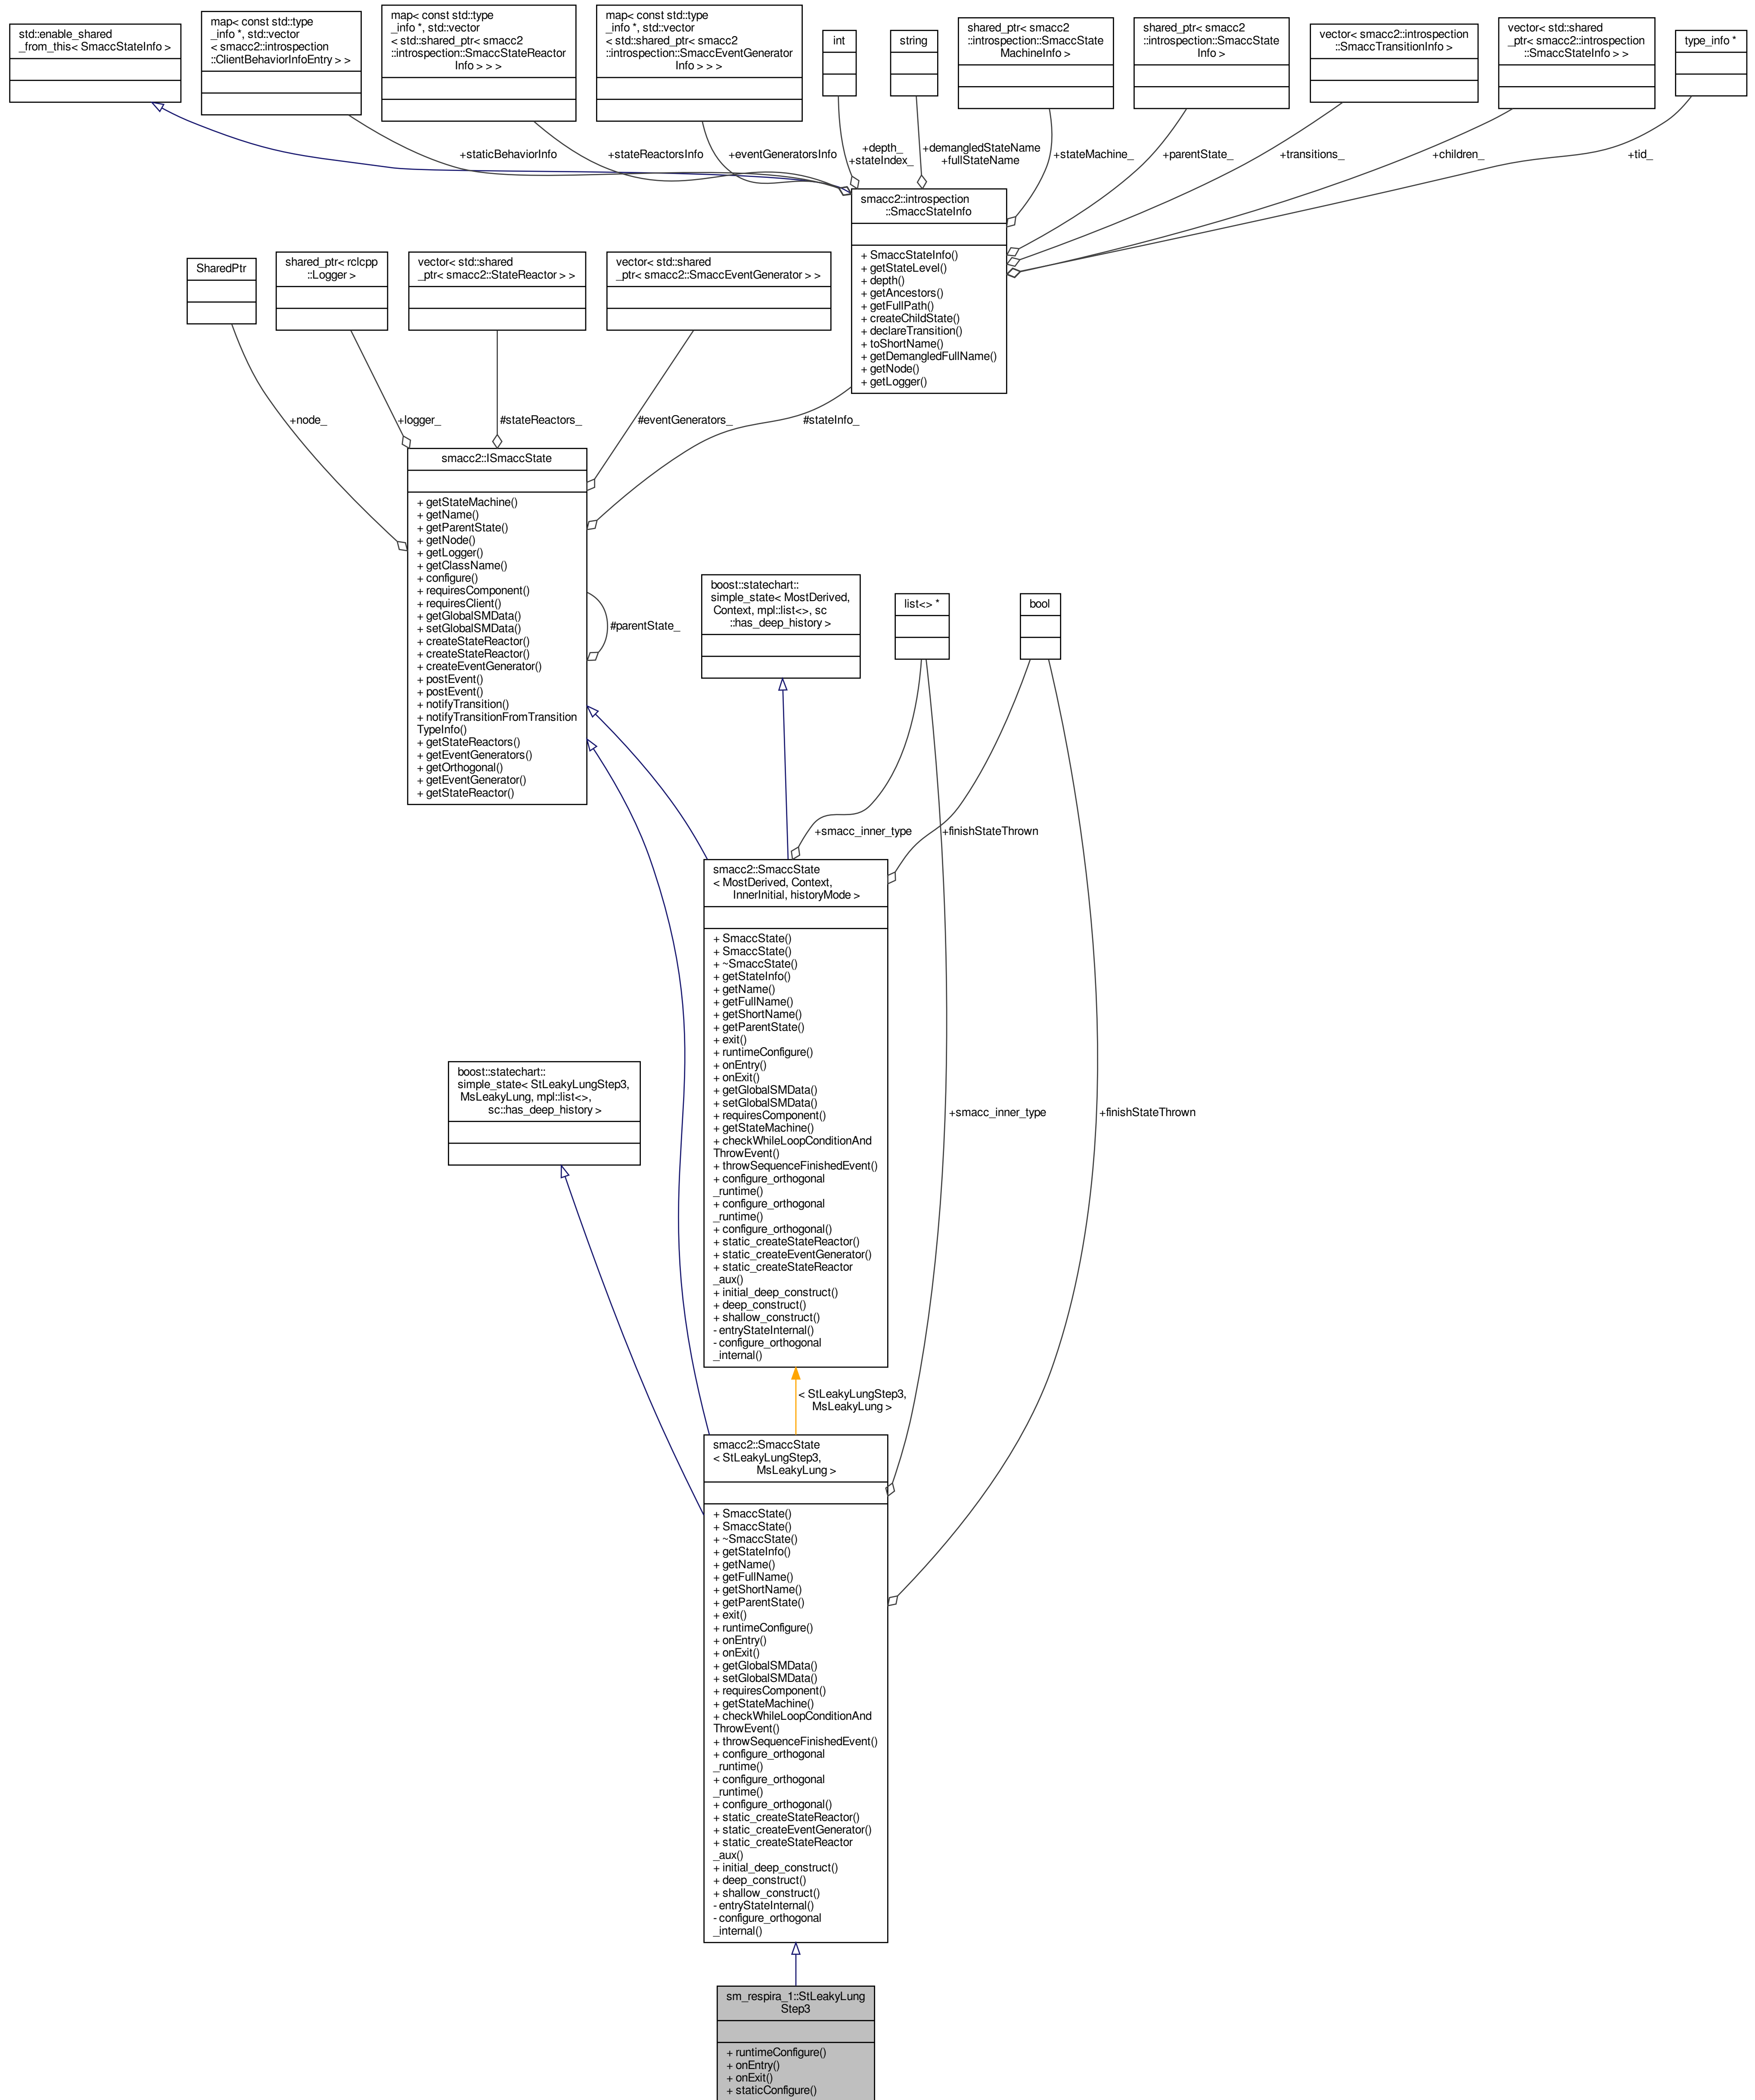 std::enable_shared
_from_this< SmaccStateInfo >
map< const std::type
_info *, std::vector
< smacc2::introspection
::ClientBehaviorInfoEntry > >
map< const std::type
_info *, std::vector
< std::shared_ptr< smacc2
::introspection::SmaccStateReactor
Info > > >
map< const std::type
_info *, std::vector
< std::shared_ptr< smacc2
::introspection::SmaccEventGenerator
Info > > >
int
string
shared_ptr< smacc2
::introspection::SmaccState
MachineInfo >
shared_ptr< smacc2
::introspection::SmaccState
Info >
vector< smacc2::introspection
::SmaccTransitionInfo >
vector< std::shared
_ptr< smacc2::introspection
::SmaccStateInfo > >
type_info *
+staticBehaviorInfo
+stateReactorsInfo
+eventGeneratorsInfo
+depth_
+stateIndex_
+demangledStateName
+fullStateName
+stateMachine_
+parentState_
+transitions_
+children_
+tid_
smacc2::introspection
::SmaccStateInfo
+ SmaccStateInfo()
+ getStateLevel()
+ depth()
+ getAncestors()
+ getFullPath()
+ createChildState()
+ declareTransition()
+ toShortName()
+ getDemangledFullName()
+ getNode()
+ getLogger()
SharedPtr
shared_ptr< rclcpp
::Logger >
vector< std::shared
_ptr< smacc2::StateReactor > >
vector< std::shared
_ptr< smacc2::SmaccEventGenerator > >
+node_
+logger_
#stateReactors_
#eventGenerators_
#stateInfo_
smacc2::ISmaccState
+ getStateMachine()
+ getName()
+ getParentState()
+ getNode()
+ getLogger()
+ getClassName()
+ configure()
+ requiresComponent()
+ requiresClient()
+ getGlobalSMData()
+ setGlobalSMData()
+ createStateReactor()
+ createStateReactor()
+ createEventGenerator()
+ postEvent()
+ postEvent()
+ notifyTransition()
+ notifyTransitionFromTransition
TypeInfo()
+ getStateReactors()
+ getEventGenerators()
+ getOrthogonal()
+ getEventGenerator()
+ getStateReactor()
#parentState_
boost::statechart::
simple_state< MostDerived,
Context, mpl::list<>, sc
::has_deep_history >
list<> *
bool
+smacc_inner_type
+finishStateThrown
smacc2::SmaccState
< MostDerived, Context,
InnerInitial, historyMode >
+ SmaccState()
+ SmaccState()
+ ~SmaccState()
+ getStateInfo()
+ getName()
+ getFullName()
+ getShortName()
+ getParentState()
+ exit()
+ runtimeConfigure()
+ onEntry()
+ onExit()
+ getGlobalSMData()
+ setGlobalSMData()
+ requiresComponent()
+ getStateMachine()
+ checkWhileLoopConditionAnd
ThrowEvent()
+ throwSequenceFinishedEvent()
+ configure_orthogonal
_runtime()
+ configure_orthogonal
_runtime()
+ configure_orthogonal()
+ static_createStateReactor()
+ static_createEventGenerator()
+ static_createStateReactor
_aux()
+ initial_deep_construct()
+ deep_construct()
+ shallow_construct()
- entryStateInternal()
- configure_orthogonal
_internal()
boost::statechart::
simple_state< StLeakyLungStep3,
MsLeakyLung, mpl::list<>,
sc::has_deep_history >
+smacc_inner_type
+finishStateThrown
< StLeakyLungStep3,
MsLeakyLung >
smacc2::SmaccState
< StLeakyLungStep3,
MsLeakyLung >
+ SmaccState()
+ SmaccState()
+ ~SmaccState()
+ getStateInfo()
+ getName()
+ getFullName()
+ getShortName()
+ getParentState()
+ exit()
+ runtimeConfigure()
+ onEntry()
+ onExit()
+ getGlobalSMData()
+ setGlobalSMData()
+ requiresComponent()
+ getStateMachine()
+ checkWhileLoopConditionAnd
ThrowEvent()
+ throwSequenceFinishedEvent()
+ configure_orthogonal
_runtime()
+ configure_orthogonal
_runtime()
+ configure_orthogonal()
+ static_createStateReactor()
+ static_createEventGenerator()
+ static_createStateReactor
_aux()
+ initial_deep_construct()
+ deep_construct()
+ shallow_construct()
- entryStateInternal()
- configure_orthogonal
_internal()
sm_respira_1::StLeakyLung
Step3
+ runtimeConfigure()
+ onEntry()
+ onExit()
+ staticConfigure()